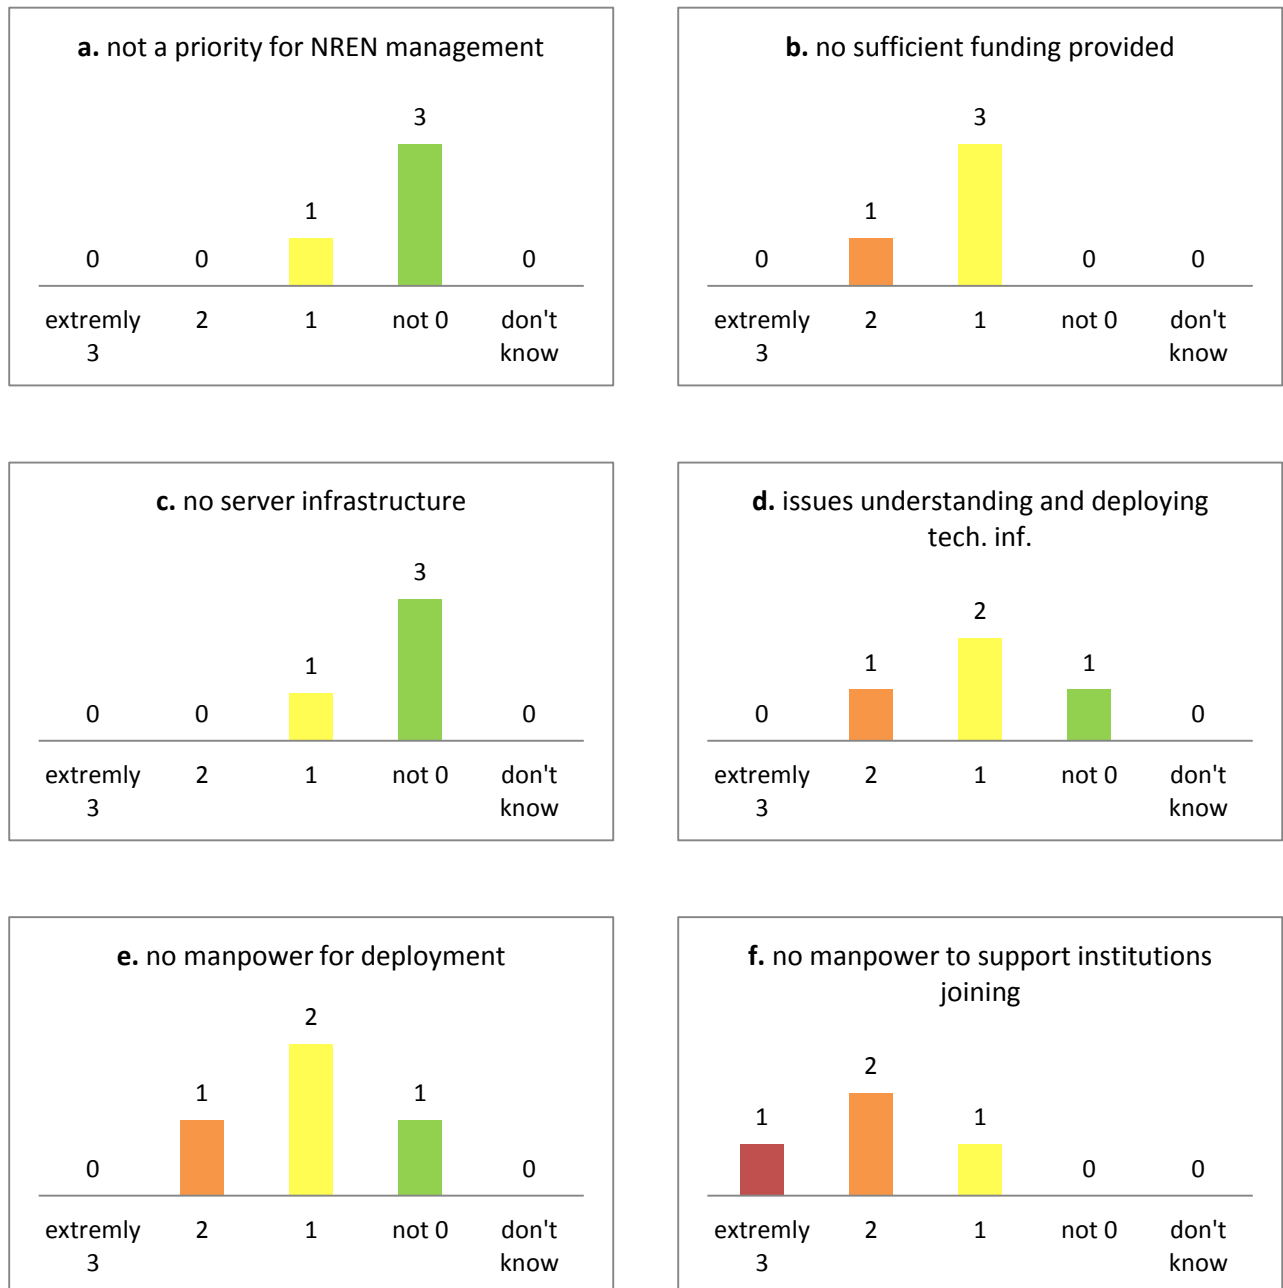 a. not a priority for NREN management
3
1
0 0 0
extremly 2 1 not 0 don't
3 know
b. no sufficient funding provided
3
1
0 0 0
extremly 2 1 not 0 don't
3 know
c. no server infrastructure
3
1
0 0 0
extremly 2 1 not 0 don't
3 know
d. issues understanding and deploying
tech. inf.
2
1 1
0 0
extremly 2 1 not 0 don't
3 know
e. no manpower for deployment
2
1 1
0 0
extremly 2 1 not 0 don't
3 know
f. no manpower to support institutions
joining
2
1 1
0 0
extremly 2 1 not 0 don't
3 know